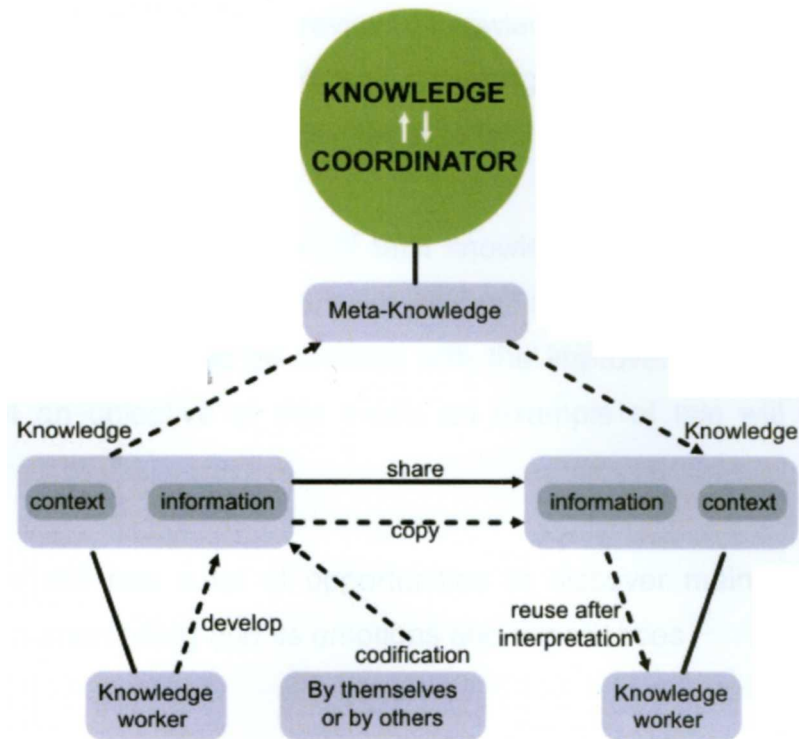 KNOWLEDGE
COORDINATOR
Meta-Knowledge
Knowledge
Knowledge
share
context
information
information
context
copy
develop
codification
reuse after
interpretation
Knowledge
worker
By themselves
or by others
Knowledge
worker